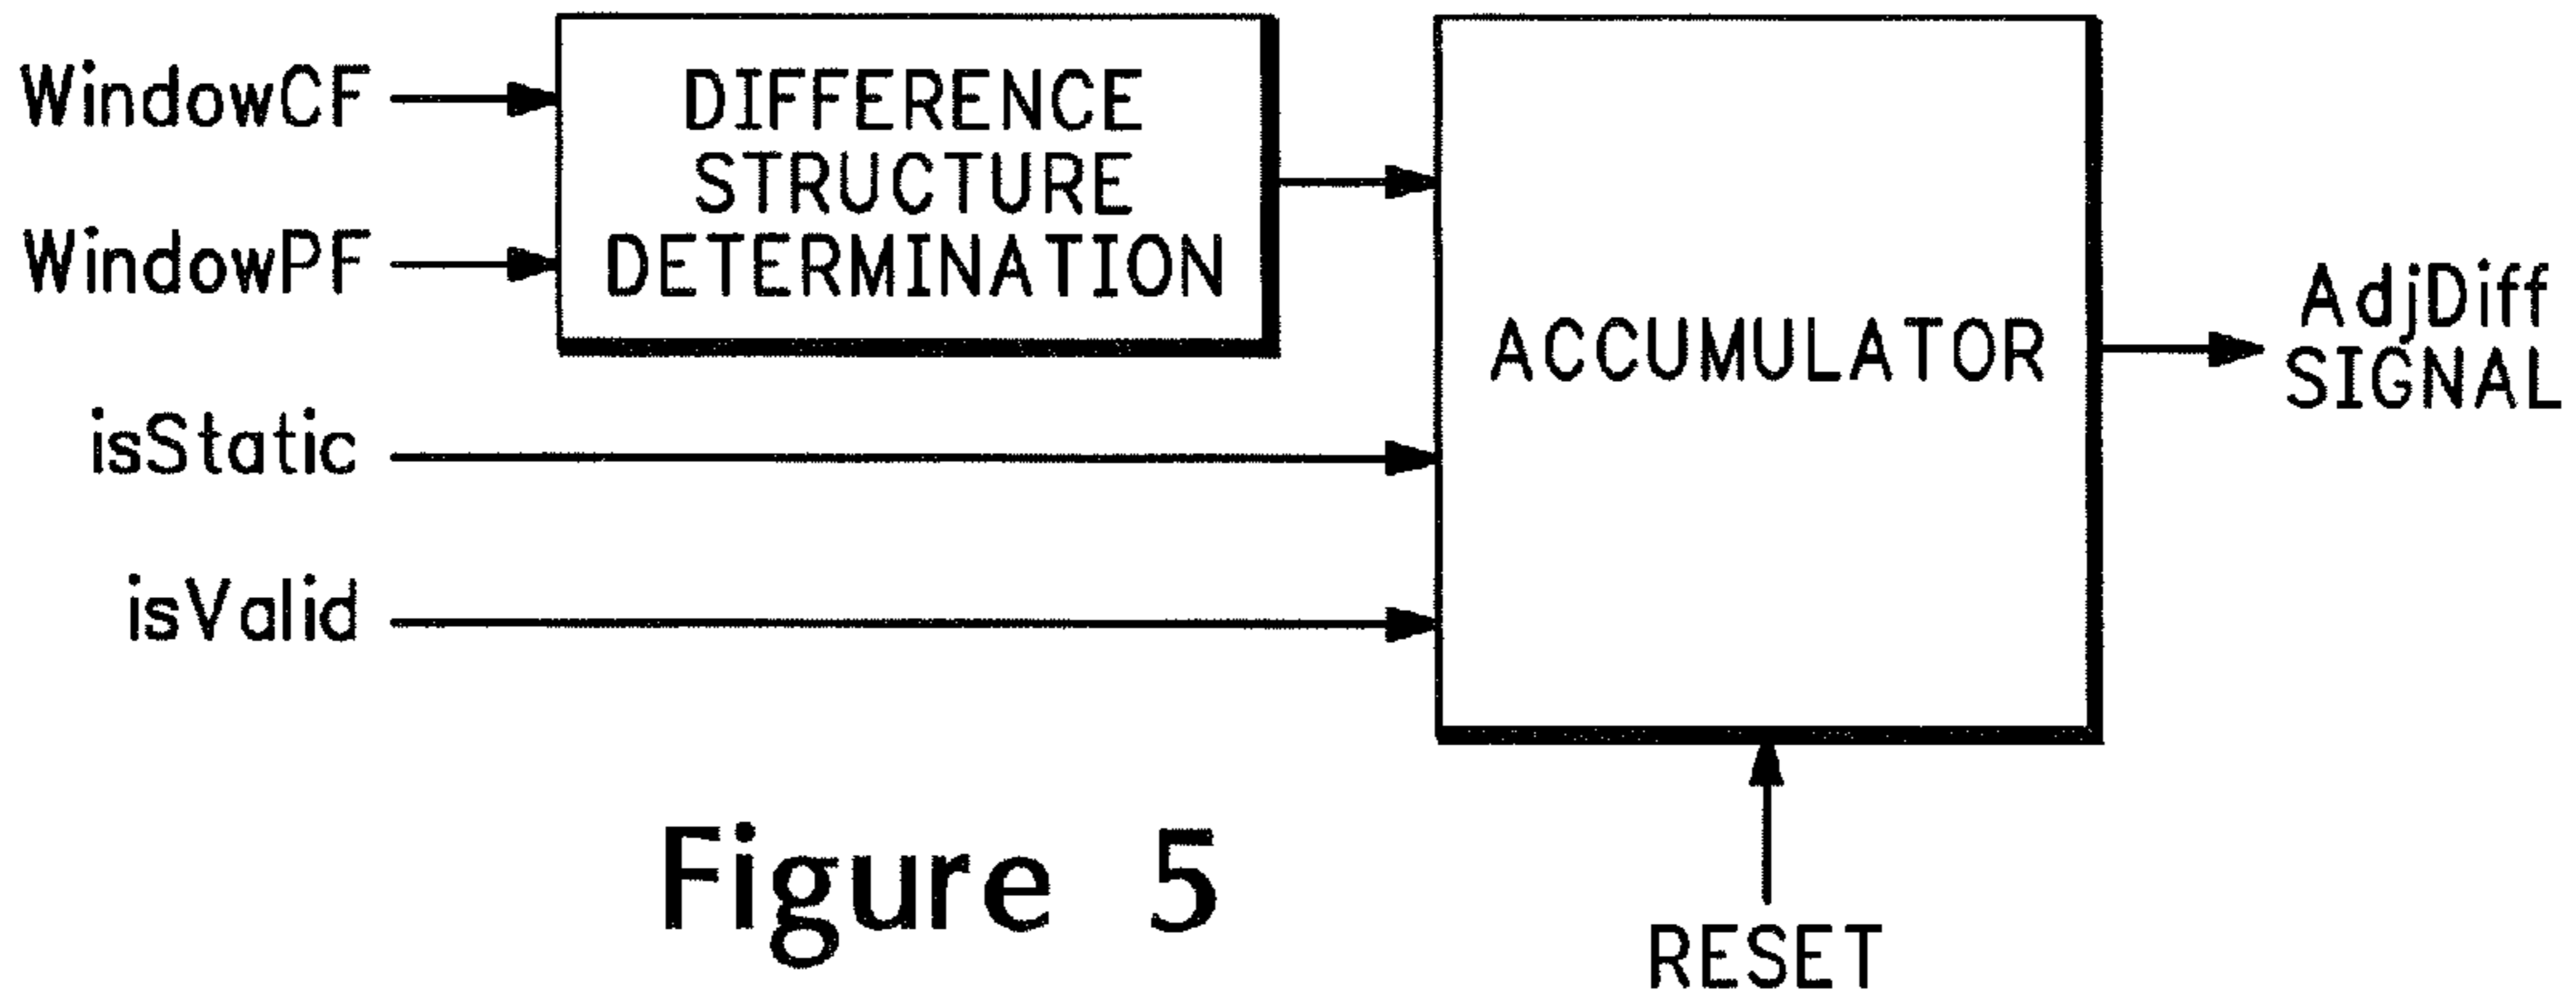 WindowCF
WindowPF
isStatic
isValid
DIFFERENCE
STRUCTURE
DETERMINATION
ACCUMULATOR
AdjDiff
SIGNAL
RESET
Figure 5